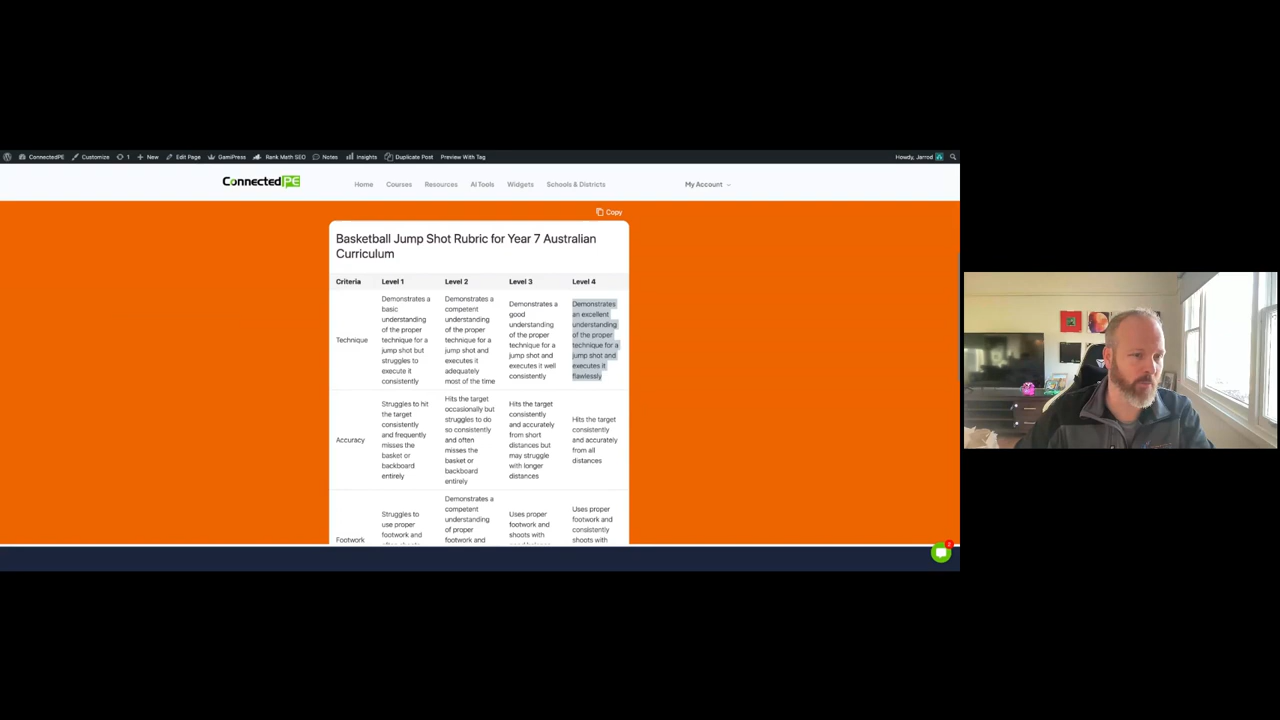 ConnectedPE Customize 1 New Edit Page GamiPress Rank Math SEO Notes Insights Duplicate Post Preview With Tag Howdy, Jarrod
ConnectedPE Home Courses Resources AI Tools Widgets Schools & Districts My Account
Copy
Basketball Jump Shot Rubric for Year 7 Australian
Curriculum
Criteria Level 1 Level 2 Level 3 Level 4
Technique
Demonstrates a
basic
understanding
of the proper
technique for a
jump shot but
struggles to
execute it
consistently
Demonstrates a
competent
understanding
of the proper
technique for a
jump shot and
executes it
adequately
most of the time
Demonstrates a
good
understanding
of the proper
technique for a
jump shot and
executes it well
consistently
Demonstrates
an excellent
understanding
of the proper
technique for a
jump shot and
executes it
flawlessly
Accuracy
Struggles to hit
the target
consistently
and frequently
misses the
basket or
backboard
entirely
Hits the target
occasionally but
struggles to do
so consistently
and often
misses the
basket or
backboard
entirely
Hits the target
consistently
and accurately
from short
distances but
may struggle
with longer
distances
Hits the target
consistently
and accurately
from all
distances
Footwork
Struggles to
use proper
footwork and
Demonstrates a
competent
understanding
of proper
footwork and
Uses proper
footwork and
shoots with
Uses proper
footwork and
consistently
shoots with
2